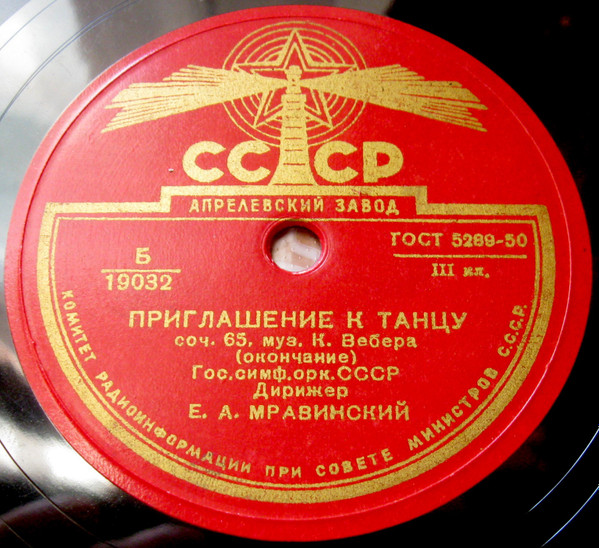 СССР
АПРЕЛЕВСКИЙ ЗАВОД
Б
19032
ГОСТ 5289-50
III кл.
ПРИГЛАШЕНИЕ К ТАНЦУ
соч. 65, муз. К. Вебера
(окончание)
Гос.симф.орк.СССР
Дирижер
Е. А. МРАВИНСКИЙ
КОМИТЕТ РАДИОИНФОРМАЦИИ ПРИ СОВЕТЕ МИНИСТРОВ С.С.С.Р.